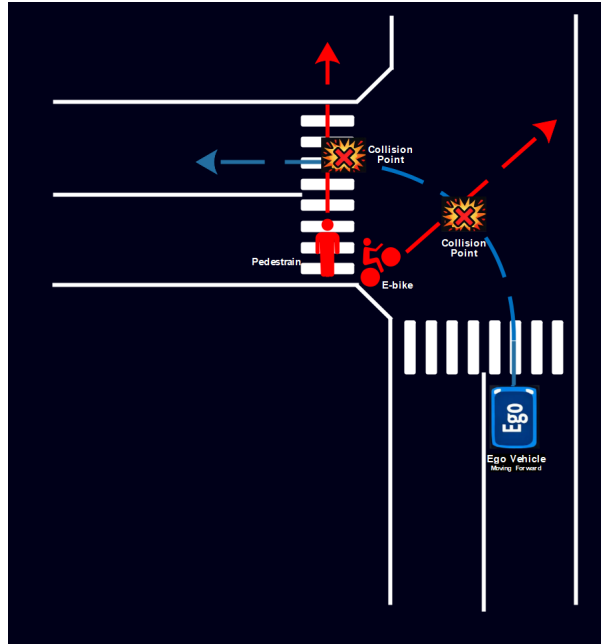 Collision
Point
Collision
Point
Pedestrain
E-bike
Ego
Ego Vehicle
Moving Forward